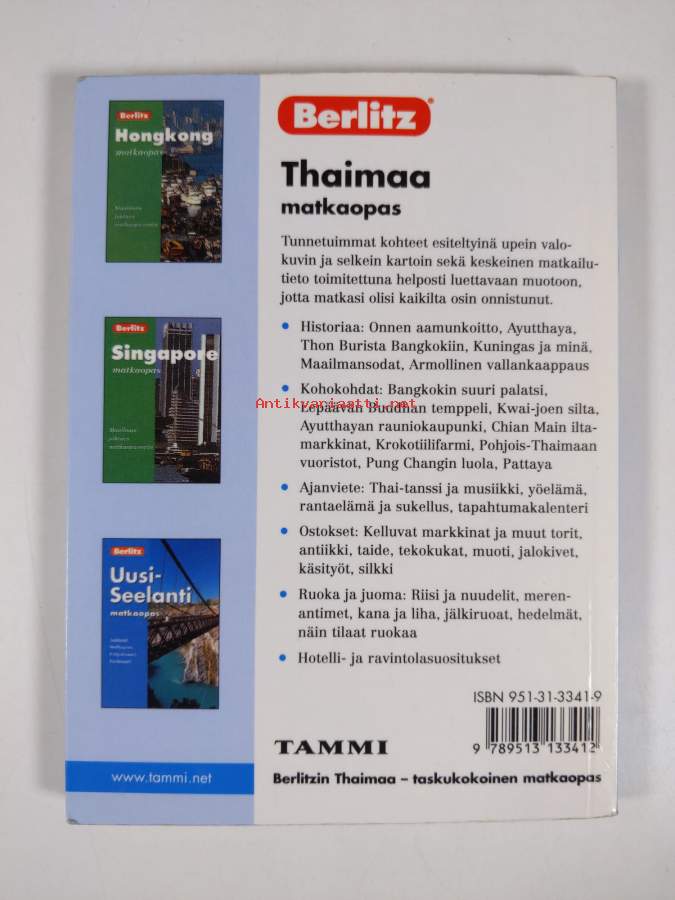 Berlitz
Hongkong
matkaopas
Berlitz
Singapore
matkaopas
Maailman
Berlitz
Uusi-
Seelanti
matkaopas
www.tammi.net
Berlitz®
Thaimaa
matkaopas
Tunnetuimmat kohteet esiteltyinä upein valo-
kuvin ja selkein kartoin sekä keskeinen matkailu-
tieto toimitettuna helposti luettavaan muotoon,
jotta matkasi olisi kaikilta osin onnistunut.
• Historiaa: Onnen aamunkoitto, Ayutthaya,
Thon Burista Bangkokiin, Kuningas ja minä,
Maailmansodat, Armollinen vallankaappaus
• Kohokohdat: Bangkokin suuri palatsi,
Antikvariaatti.net
Lepäävän Buddhan temppeli, Kwai-joen silta,
Ayutthayan rauniokaupunki, Chian Main ilta-
markkinat, Krokotiilifarmi, Pohjois-Thaimaan
vuoristot, Pung Changin luola, Pattaya
• Ajanviete: Thai-tanssi ja musiikki, yöelämä,
rantaelämä ja sukellus, tapahtumakalenteri
• Ostokset: Kelluvat markkinat ja muut torit,
antiikki, taide, tekokukat, muoti, jalokivet,
käsityöt, silkki
• Ruoka ja juoma: Riisi ja nuudelit, meren-
antimet, kana ja liha, jälkiruoat, hedelmät,
näin tilaat ruokaa
• Hotelli- ja ravintolasuositukset
ISBN 951-31-3341-9
9 789513 133412
TAMMI
Berlitzin Thaimaa – taskukokoinen matkaopas